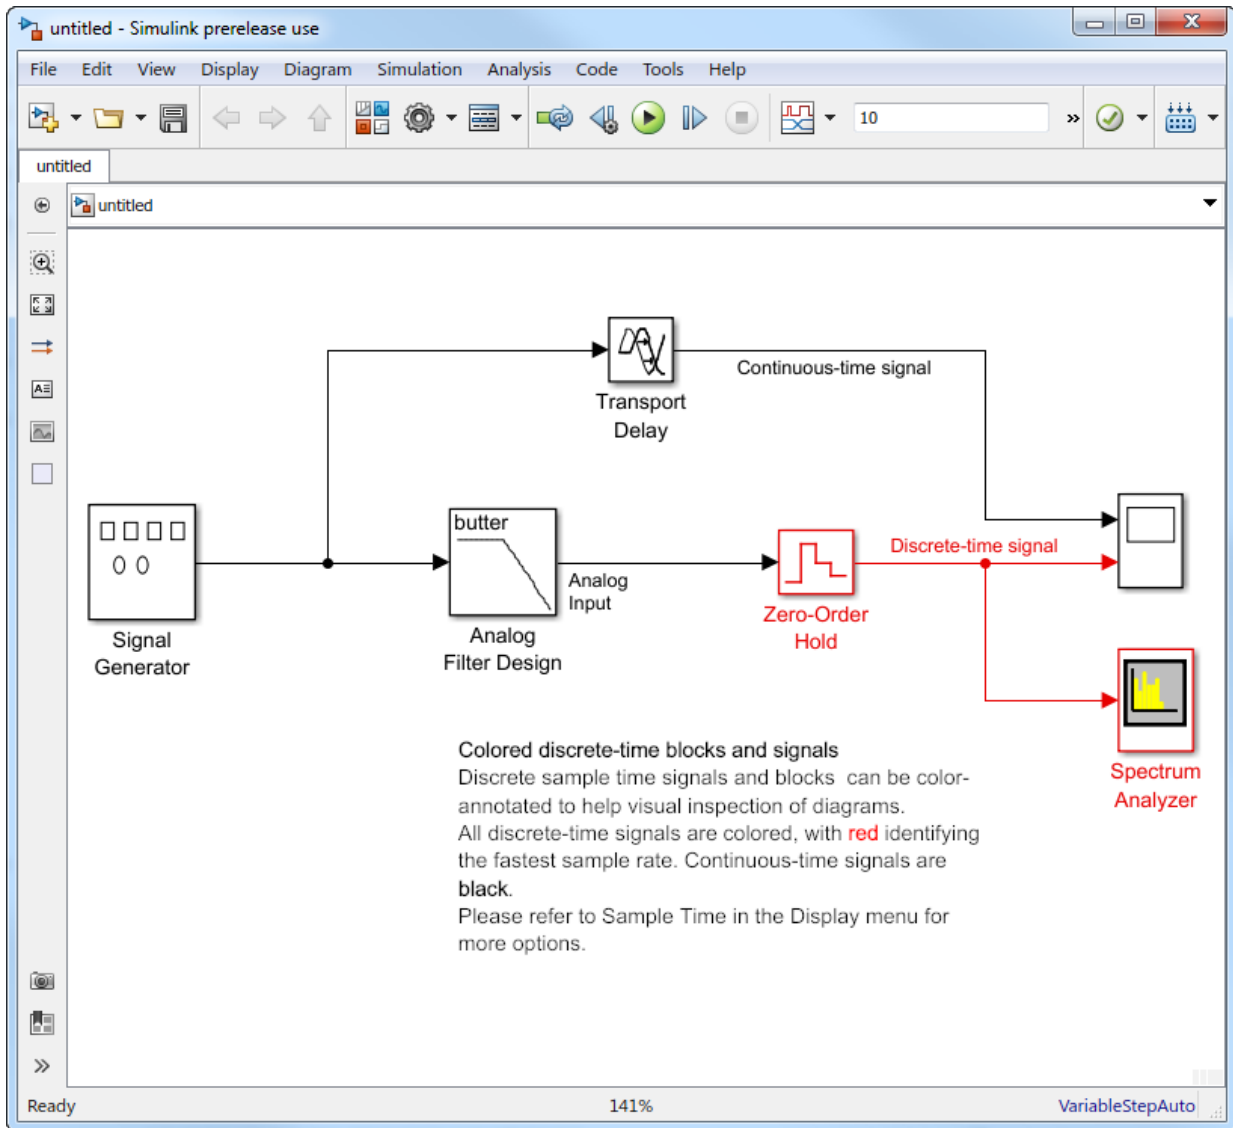 untitled - Simulink prerelease use
File Edit View Display Diagram Simulation Analysis Code Tools Help
10
untitled
untitled
Continuous-time signal
Transport
Delay
butter
Discrete-time signal
Analog
Input
Signal
Generator
Analog
Filter Design
Zero-Order
Hold
Colored discrete-time blocks and signals
Discrete sample time signals and blocks can be color-
annotated to help visual inspection of diagrams.
All discrete-time signals are colored, with red identifying
the fastest sample rate. Continuous-time signals are
black.
Please refer to Sample Time in the Display menu for
more options.
Spectrum
Analyzer
Ready 141% VariableStepAuto